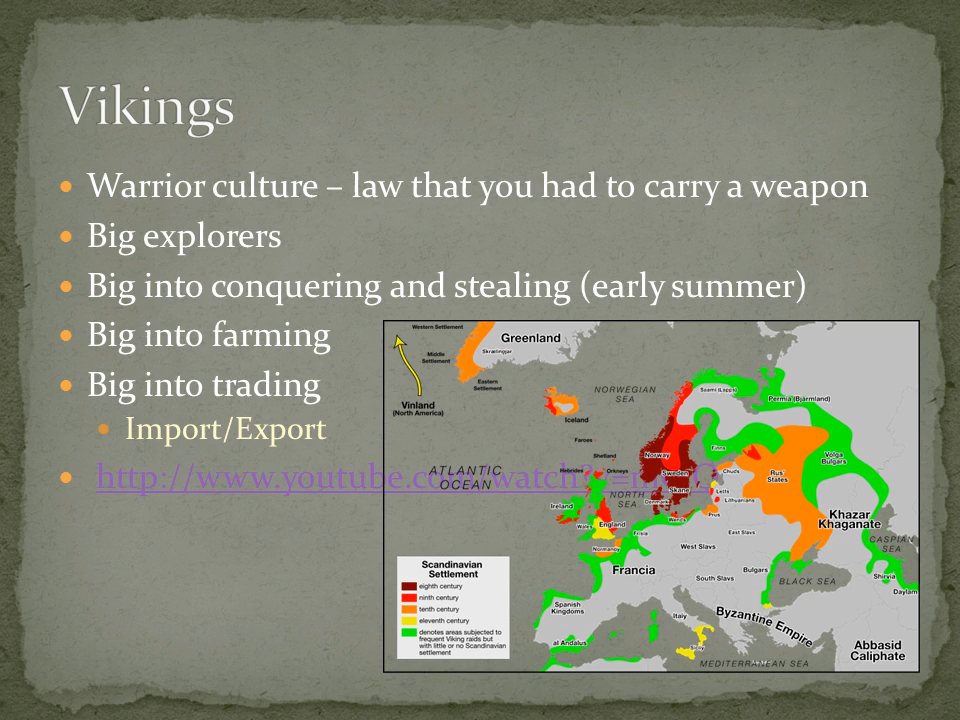 Vikings
Warrior culture – law that you had to carry a weapon
Big explorers
Big into conquering and stealing (early summer)
Big into farming
Big into trading
Import/Export
http://www.youtube.com/watch?
Western Settlement
Greenland
Skrælingjar
Middle
Settlement
Eastern
Settlement
Vinland
(North America)
NORWEGIAN
SEA
Iceland
Faroes
Shetland
Hebrides
Orkneys
ATLANTIC
OCEAN
NORTH
SEA
Saami (Lapps)
Permia (Bjarmland)
Finns
Norway
Sweden
Skane
Denmark
Chuds
Letts
Lithuanians
Prus
Wends
Rus'
States
Volga
Bulgars
Khazar
Khaganate
CASPIAN
SEA
Ireland
Wales
England
Frisia
Normandy
East Slavs
West Slavs
Francia
South Slavs
Bulgars
BLACK SEA
Shirvia
Daylam
Spanish
Kingdoms
al Andalus
Italy
Sicily
Byzantine Empire
Abbasid
Caliphate
MEDITERRANEAN SEA
Scandinavian
Settlement
eighth century
ninth century
tenth century
eleventh century
denotes areas subjected to
frequent Viking raids but
with little or no Scandinavian
settlement